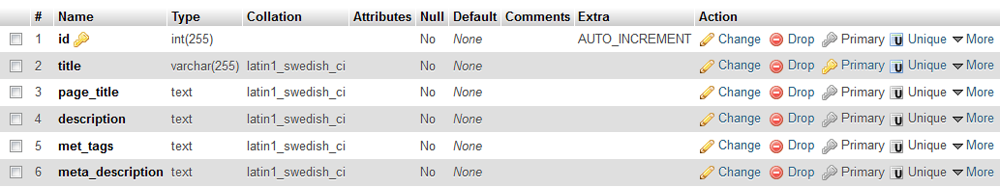 # Name Type Collation Attributes Null Default Comments Extra Action
1 id int(255) No None AUTO_INCREMENT Change Drop Primary U Unique More
2 title varchar(255) latin1_swedish_ci No None Change Drop Primary U Unique More
3 page_title text latin1_swedish_ci No None Change Drop Primary U Unique More
4 description text latin1_swedish_ci No None Change Drop Primary U Unique More
5 met_tags text latin1_swedish_ci No None Change Drop Primary U Unique More
6 meta_description text latin1_swedish_ci No None Change Drop Primary U Unique More